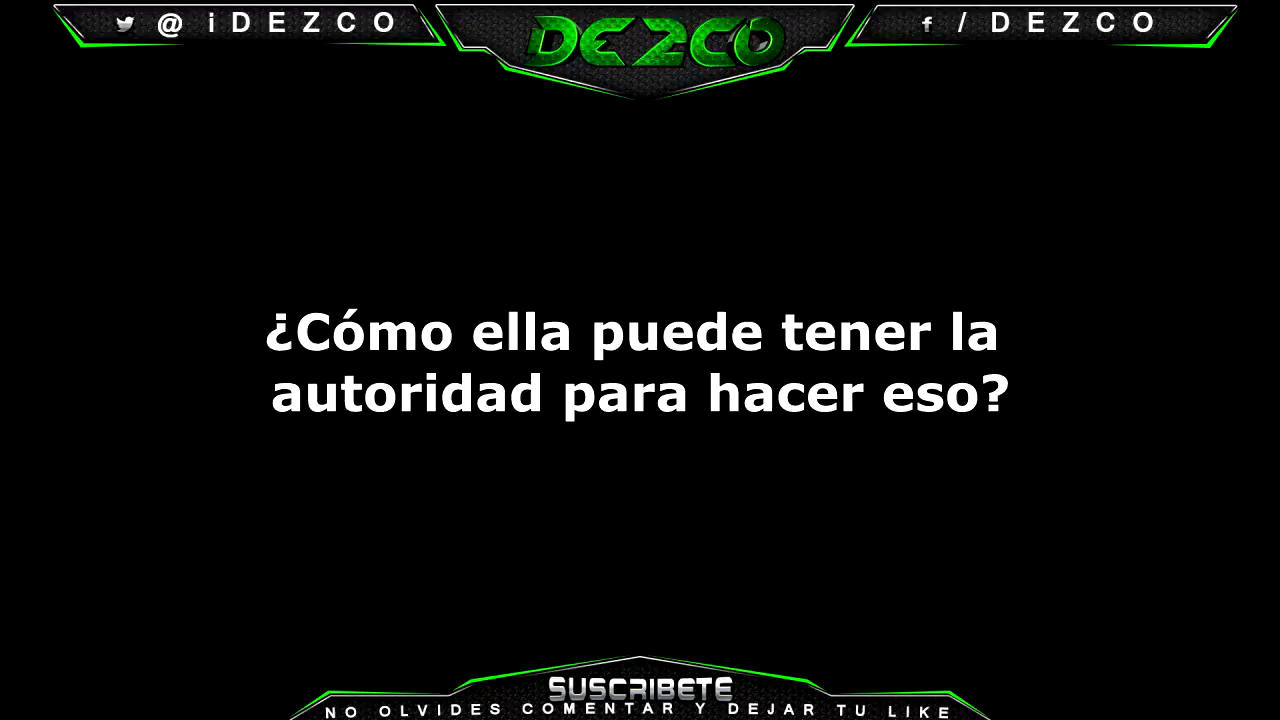 @iDEZCO
DEZCO
f / DEZCO
¿Cómo ella puede tener la
autoridad para hacer eso?
SUSCRIBETE
NO OLVIDES COMENTAR Y DEJAR TU LIKE